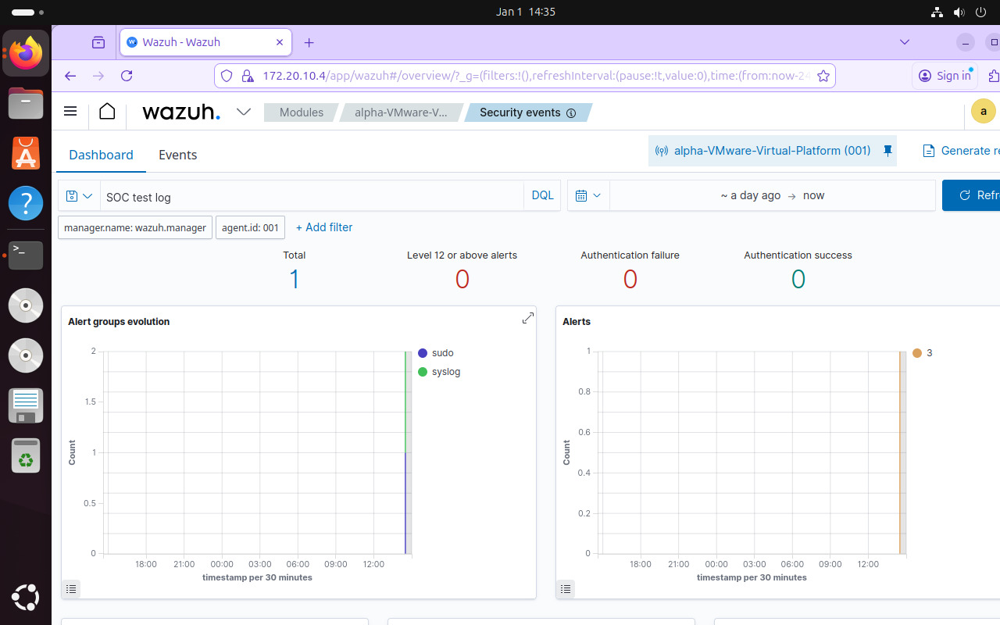 Jan 1 14:35
Wazuh - Wazuh
172.20.10.4/app/wazuh#/overview/?_g=(filters:!(),refreshInterval:(pause:!t,value:0),time:(from:now-24
Sign in
wazuh.
Modules
alpha-VMware-V...
Security events
a
Dashboard
Events
alpha-VMware-Virtual-Platform (001)
Generate re
SOC test log
DQL
~ a day ago → now
Refr
manager.name: wazuh.manager
agent.id: 001
+ Add filter
Total
Level 12 or above alerts
Authentication failure
Authentication success
1
0
0
0
Alert groups evolution
2
1.5
1
0.5
0
Count
18:00 21:00 00:00 03:00 06:00 09:00 12:00
timestamp per 30 minutes
sudo
syslog
Alerts
1
0.8
0.6
0.4
0.2
0
Count
18:00 21:00 00:00 03:00 06:00 09:00 12:00
timestamp per 30 minutes
3